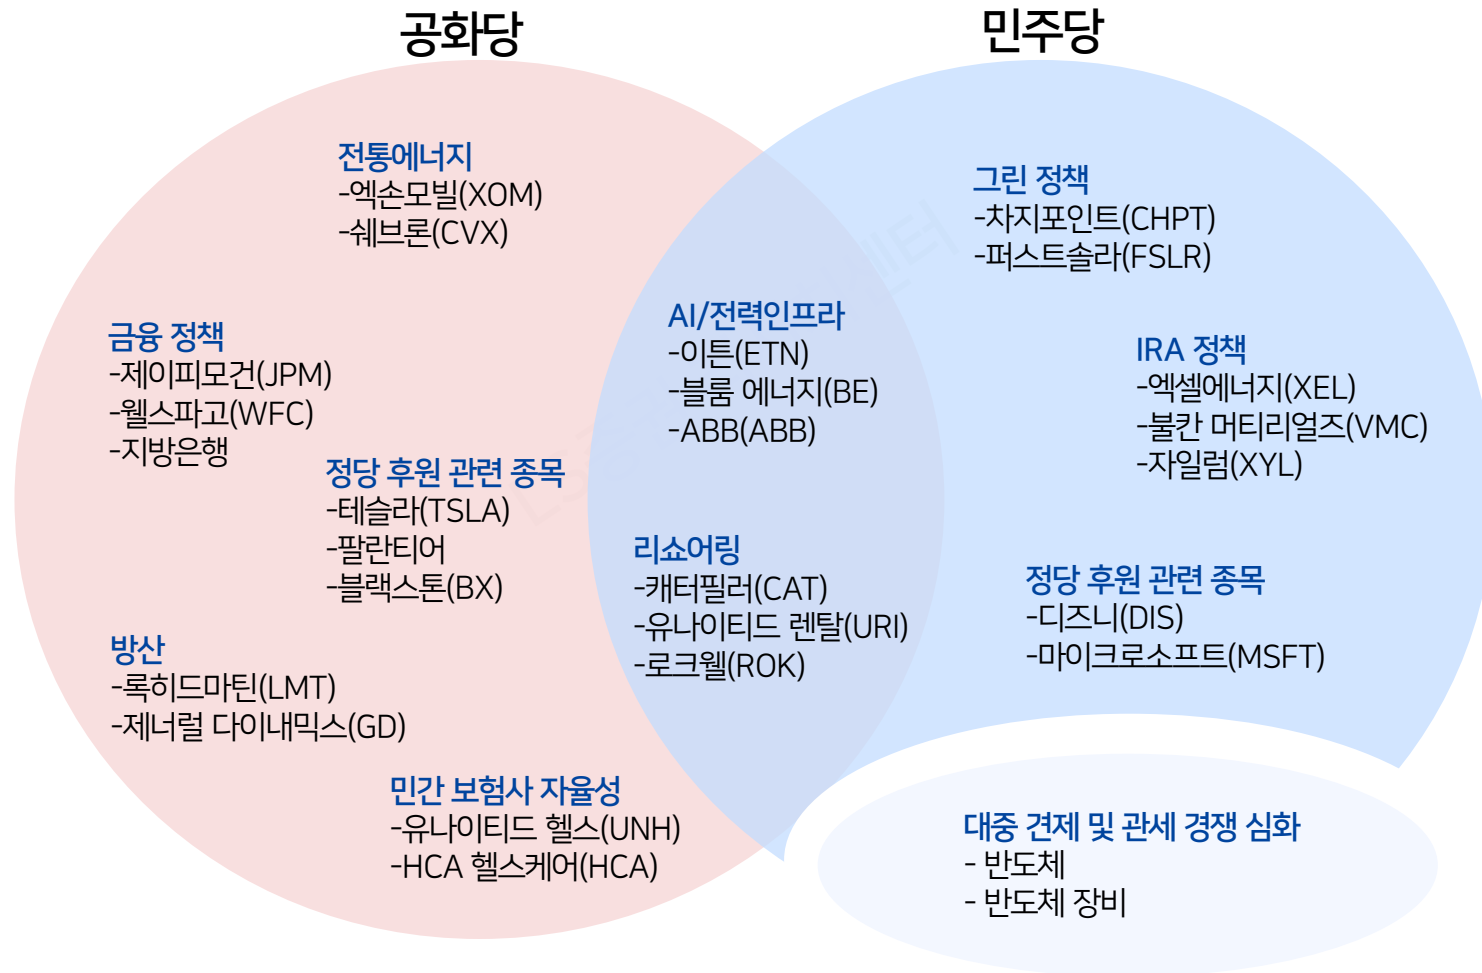 공화당
전통에너지
-엑손모빌(XOM)
-쉐브론(CVX)
금융 정책
-제이피모건(JPM)
-웰스파고(WFC)
-지방은행
정당 후원 관련 종목
-테슬라(TSLA)
-팔란티어
-블랙스톤(BX)
방산
-록히드마틴(LMT)
-제너럴 다이내믹스(GD)
민간 보험사 자율성
-유나이티드 헬스(UNH)
-HCA 헬스케어(HCA)
AI/전력인프라
-이튼(ETN)
-블룸 에너지(BE)
-ABB(ABB)
리쇼어링
-캐터필러(CAT)
-유나이티드 렌탈(URI)
-로크웰(ROK)
민주당
그린 정책
-차지포인트(CHPT)
-퍼스트솔라(FSLR)
IRA 정책
-엑셀에너지(XEL)
-불칸 머티리얼즈(VMC)
-자일럼(XYL)
정당 후원 관련 종목
-디즈니(DIS)
-마이크로소프트(MSFT)
대중 견제 및 관세 경쟁 심화
- 반도체
- 반도체 장비